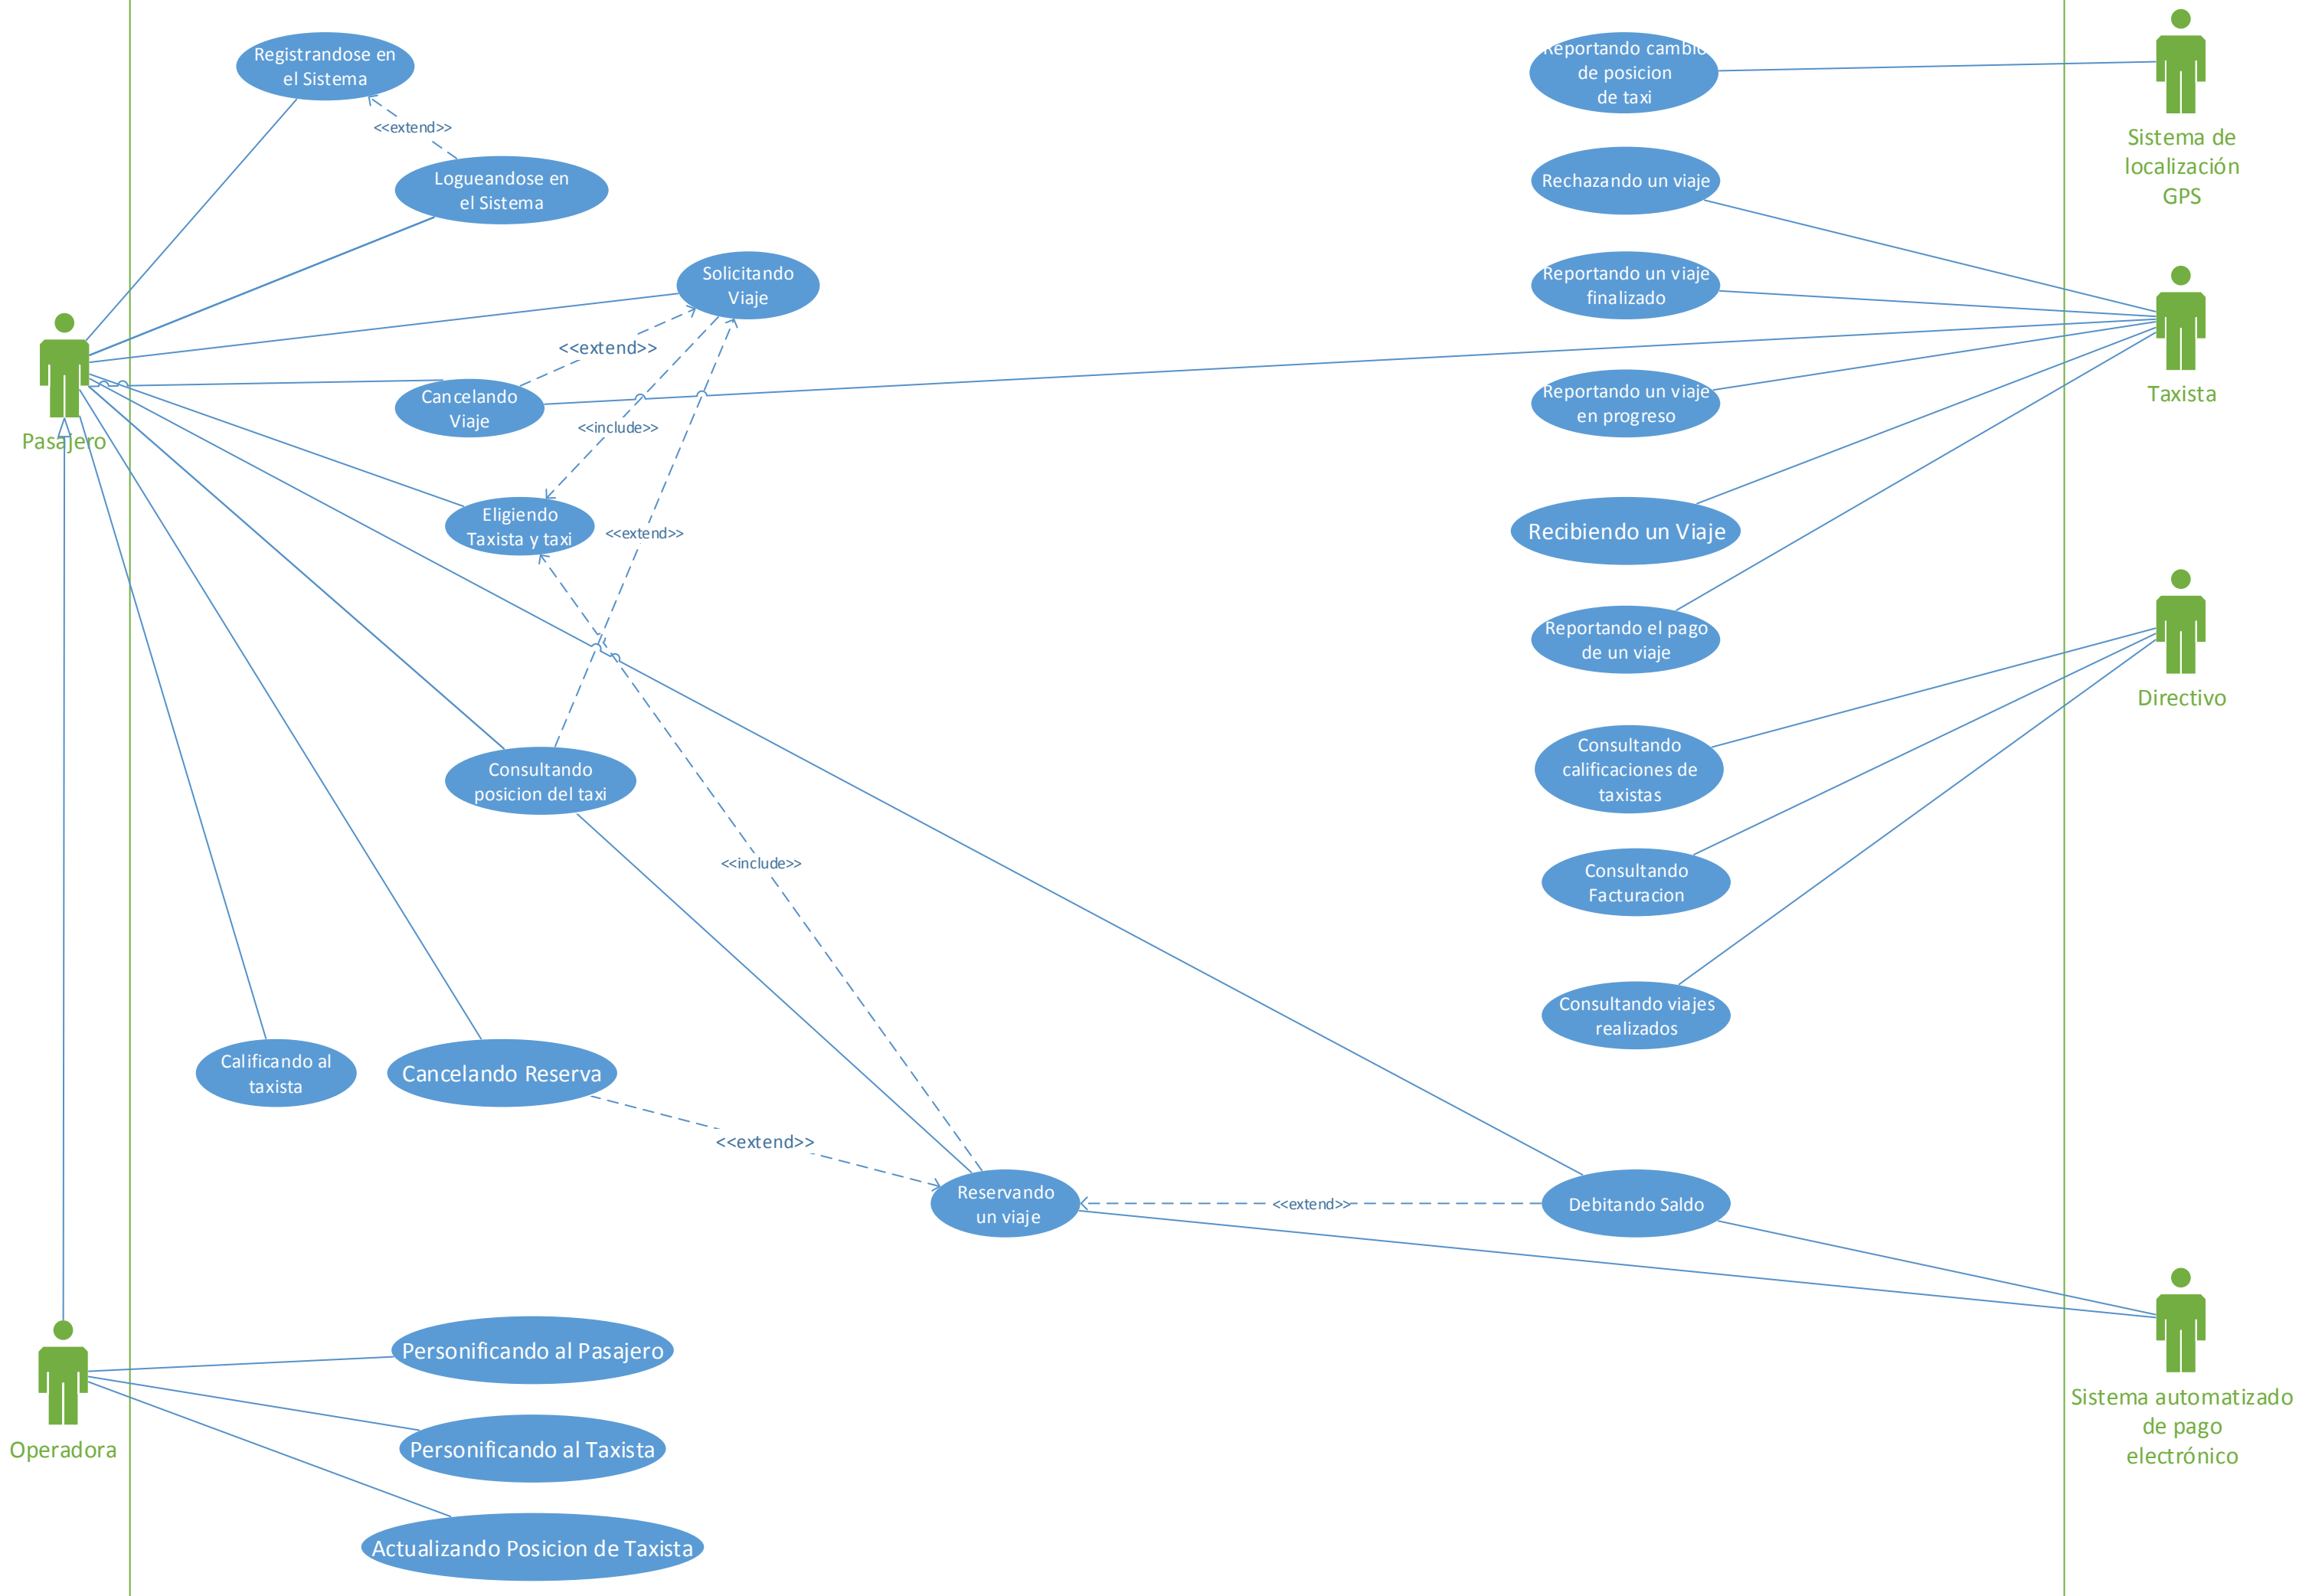 Registrandose en
el Sistema
<<extend>>
Logueandose en
el Sistema
Solicitando
Viaje
<<extend>>
Cancelando
Viaje
<<include>>
Pasajero
Eligiendo
Taxista y taxi
<<extend>>
Consultando
posicion del taxi
<<include>>
Calificando al
taxista
Cancelando Reserva
<<extend>>
Reservando
un viaje
<<extend>>
Debitando Saldo
Personificando al Pasajero
Personificando al Taxista
Actualizando Posicion de Taxista
Operadora
Reportando cambio
de posicion
de taxi
Rechazando un viaje
Reportando un viaje
finalizado
Reportando un viaje
en progreso
Recibiendo un Viaje
Reportando el pago
de un viaje
Consultando
calificaciones de
taxistas
Consultando
Facturacion
Consultando viajes
realizados
Sistema de
localización
GPS
Taxista
Directivo
Sistema automatizado
de pago
electrónico